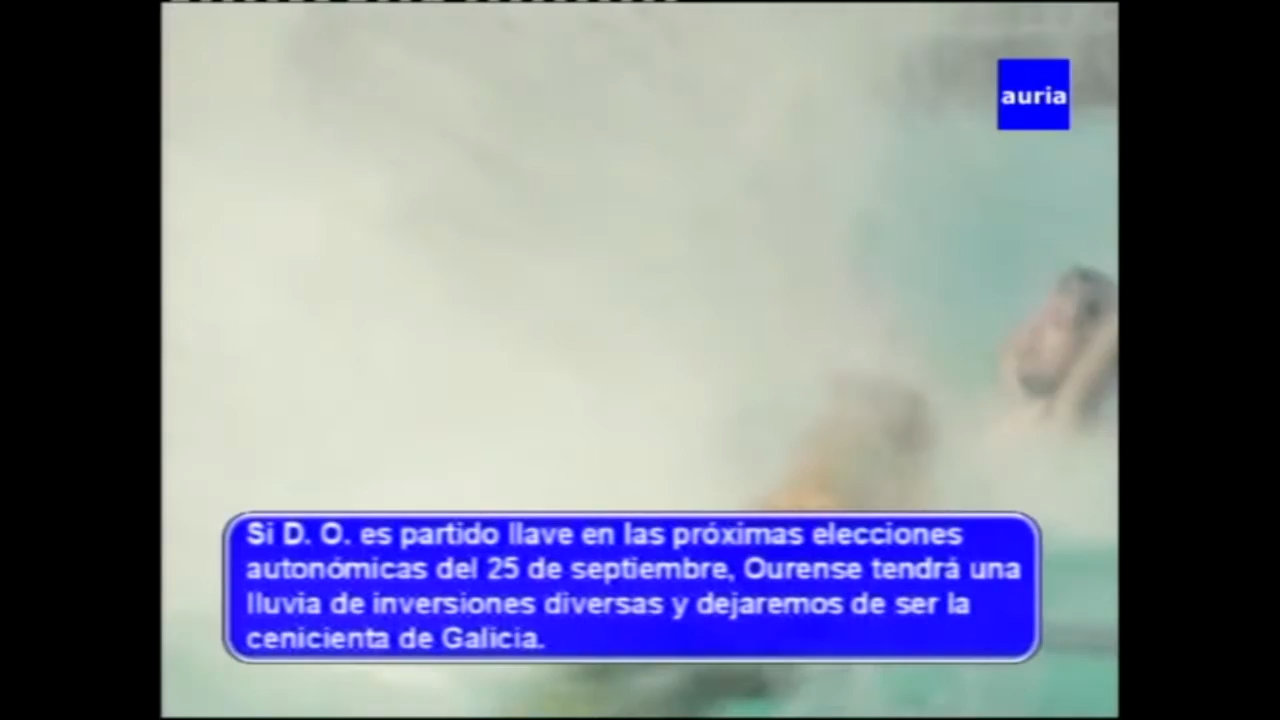 auria
Si D. O. es partido llave en las próximas elecciones
autonómicas del 25 de septiembre, Ourense tendrá una
lluvia de inversiones diversas y dejaremos de ser la
cenicienta de Galicia.